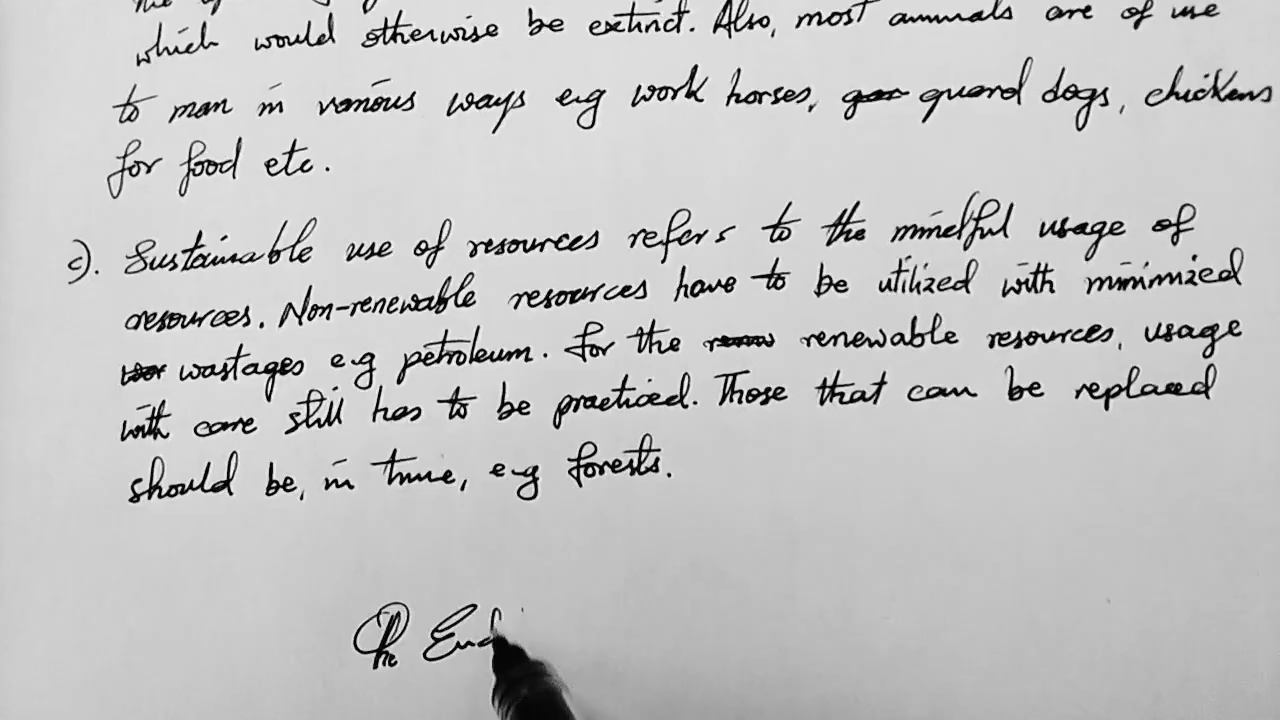 which would otherwise be extinct. Also, most animals are of use
to man in various ways e.g work horses, guard dogs, chickens
for food etc.
c). Sustainable use of resources refers to the mindful usage of
resources. Non-renewable resources have to be utilized with minimized
wastages e.g petroleum. For the renewable resources, usage
with care still has to be practiced. Those that can be replaced
should be, in time, e.g forests.
The End